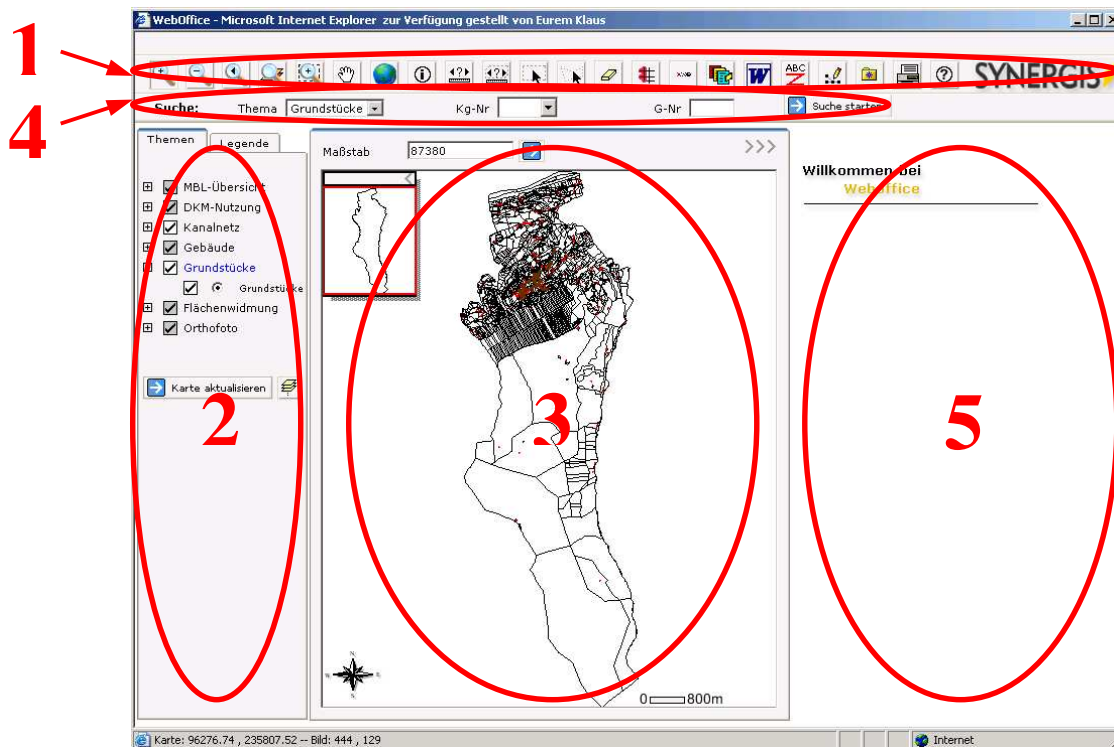 WebOffice - Microsoft Internet Explorer zur Verfügung gestellt von Eurem Klaus
1
ABC
SYNERGIS
4
Suche: Thema Grundstücke Kg-Nr G-Nr Suche starten
Themen Legende
Maßstab 87380 >>>
Willkommen bei
Weboffice
MBL-Übersicht
DKM-Nutzung
Kanalnetz
Gebäude
Grundstücke
Grundstücke
Flächenwidmung
Orthofoto
Karte aktualisieren
2
3
5
0 800m
Karte: 96276.74 , 235807.52 -- Bild: 444 , 129 Internet